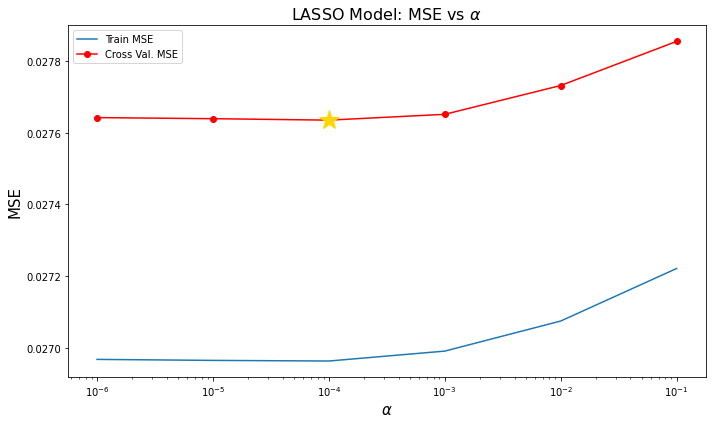 LASSO Model: MSE vs α
Train MSE
Cross Val. MSE
MSE
0.0278
0.0276
0.0274
0.0272
0.0270
10⁻⁶ 10⁻⁵ 10⁻⁴ 10⁻³ 10⁻² 10⁻¹
α